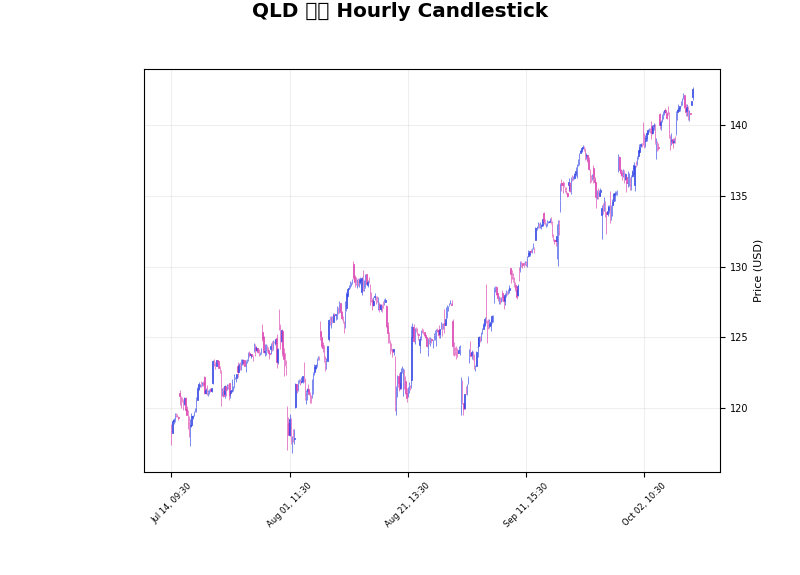 QLD Hourly Candlestick
140
135
130
125
120
Price (USD)
Jul 14, 09:30
Aug 01, 11:30
Aug 21, 13:30
Sep 11, 15:30
Oct 02, 10:30